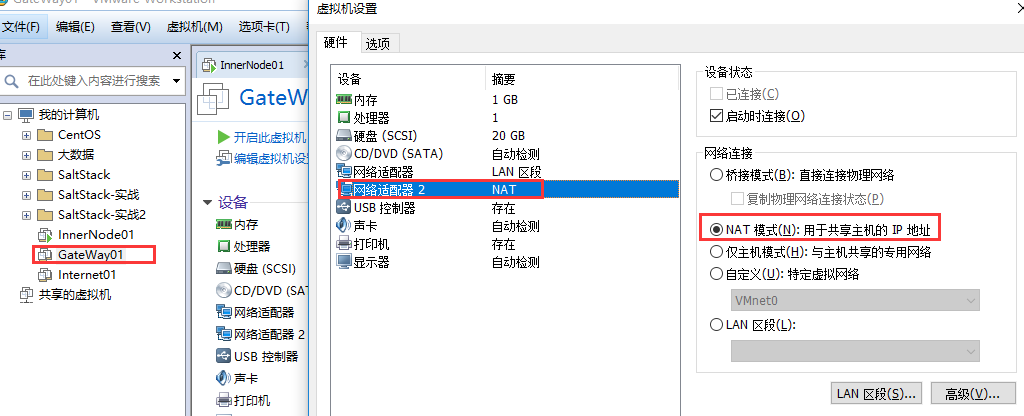 GateWay01 - VMware Workstation
文件(F) 编辑(E) 查看(V) 虚拟机(M) 选项卡(T)
库
在此处键入内容进行搜索
我的计算机
CentOS
大数据
SaltStack
SaltStack-实战
SaltStack-实战2
InnerNode01
GateWay01
Internet01
共享的虚拟机
InnerNode01
GateW
开启此虚拟机
编辑虚拟机设
设备
内存
处理器
硬盘 (SCSI)
CD/DVD (SA
网络适配器
网络适配器 2
USB 控制器
声卡
打印机
虚拟机设置
硬件 选项
设备 摘要
内存 1 GB
处理器 1
硬盘 (SCSI) 20 GB
CD/DVD (SATA) 自动检测
网络适配器 LAN 区段
网络适配器 2 NAT
USB 控制器 存在
声卡 自动检测
打印机 存在
显示器 自动检测
设备状态
已连接(C)
启动时连接(O)
网络连接
桥接模式(B): 直接连接物理网络
复制物理网络连接状态(P)
NAT 模式(N): 用于共享主机的 IP 地址
仅主机模式(H): 与主机共享的专用网络
自定义(U): 特定虚拟网络
VMnet0
LAN 区段(L):
LAN 区段(S)... 高级(V)...